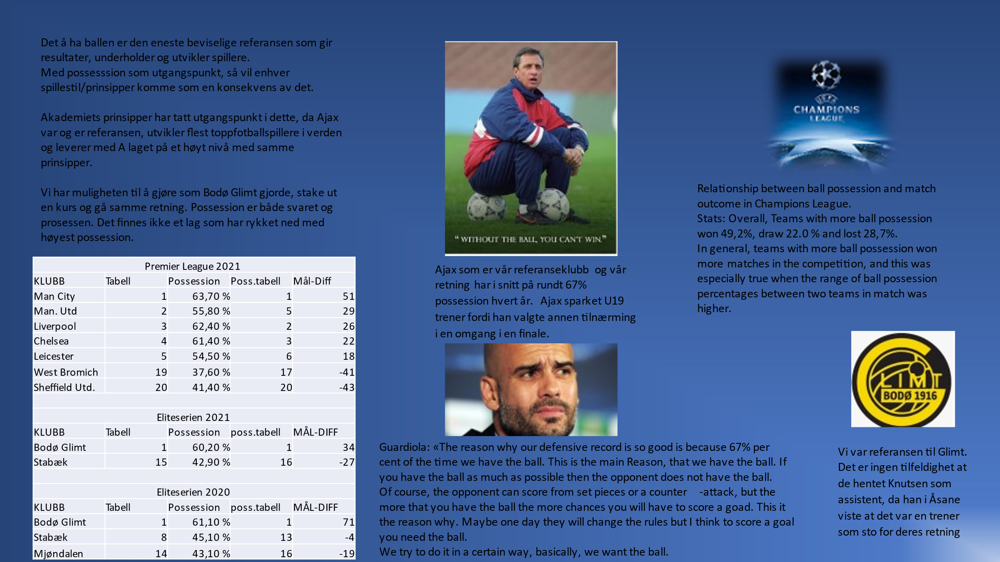 Det å ha ballen er den eneste beviselige referansen som gir
resultater, underholder og utvikler spillere.
Med possesssion som utgangspunkt, så vil enhver
spillestil/prinsipper komme som en konsekvens av det.
Akademiets prinsipper har tatt utgangspunkt i dette, da Ajax
var og er referansen, utvikler flest toppfotballspillere i verden
og leverer med A laget på et høyt nivå med samme
prinsipper.
Vi har muligheten til å gjøre som Bodø Glimt gjorde, stake ut
en kurs og gå samme retning. Possession er både svaret og
prosessen. Det finnes ikke et lag som har rykket ned med
høyest possession.
Premier League 2021
KLUBB Tabell Possession Poss.tabell Mål-Diff
Man City 1 63,70 % 1 51
Man. Utd 2 55,80 % 5 29
Liverpool 3 62,40 % 2 26
Chelsea 4 61,40 % 3 22
Leicester 5 54,50 % 6 18
West Bromich 19 37,60 % 17 -41
Sheffield Utd. 20 41,40 % 20 -43
Eliteserien 2021
KLUBB Tabell Possession poss.tabell MÅL-DIFF
Bodø Glimt 1 60,20 % 1 34
Stabæk 15 42,90 % 16 -27
Eliteserien 2020
KLUBB Tabell Possession poss.tabell MÅL-DIFF
Bodø Glimt 1 61,10 % 1 71
Stabæk 8 45,10 % 13 -4
Mjøndalen 14 43,10 % 16 -19
“ WITHOUT THE BALL, YOU CAN'T WIN.”
Ajax som er vår referanseklubb og vår
retning har i snitt på rundt 67%
possession hvert år. Ajax sparket U19
trener fordi han valgte annen tilnærming
i en omgang i en finale.
Guardiola: «The reason why our defensive record is so good is because 67% per
cent of the time we have the ball. This is the main Reason, that we have the ball. If
you have the ball as much as possible then the opponent does not have the ball.
Of course, the opponent can score from set pieces or a counter -attack, but the
more that you have the ball the more chances you will have to score a goad. This it
the reason why. Maybe one day they will change the rules but I think to score a goal
you need the ball.
We try to do it in a certain way, basically, we want the ball.
UEFA
CHAMPIONS
LEAGUE
Relationship between ball possession and match
outcome in Champions League.
Stats: Overall, Teams with more ball possession
won 49,2%, draw 22.0 % and lost 28,7%.
In general, teams with more ball possession won
more matches in the competition, and this was
especially true when the range of ball possession
percentages between two teams in match was
higher.
GLIMT
BODØ 1916
Vi var referansen til Glimt.
Det er ingen tilfeldighet at
de hentet Knutsen som
assistent, da han i Åsane
viste at det var en trener
som sto for deres retning